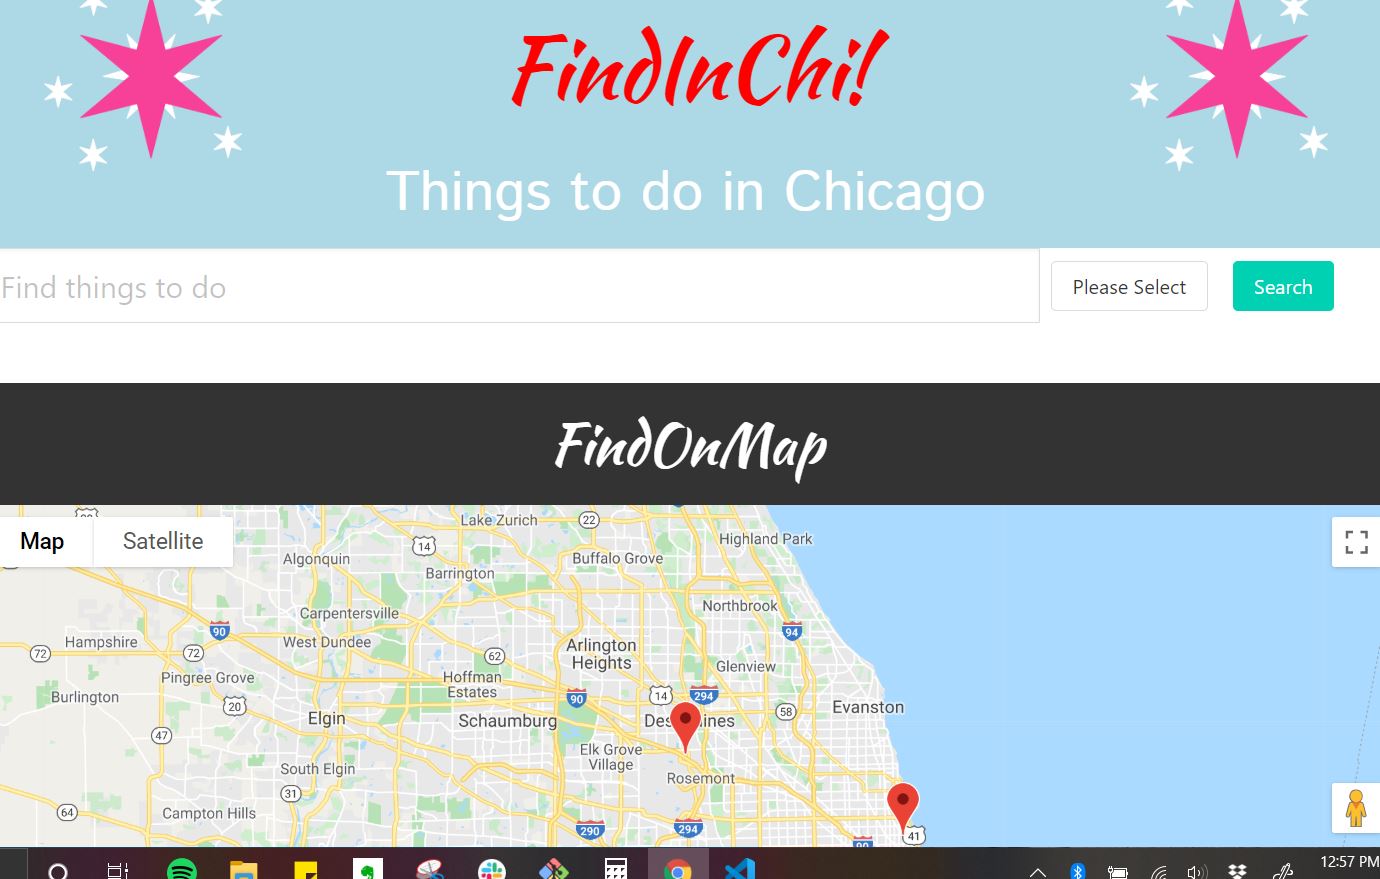 FindInChi!
Things to do in Chicago
Find things to do
Please Select
Search
FindOnMap
Map
Satellite
Lake Zurich
22
Highland Park
14
Algonquin
Buffalo Grove
Barrington
Northbrook
Carpentersville
90
94
Hampshire
West Dundee
Arlington
Heights
72
72
62
Glenview
Pingree Grove
Hoffman
Estates
Burlington
20
90
14
294
58
Evanston
Elgin
Schaumburg
47
Elk Grove
Village
South Elgin
Rosemont
31
64
Campton Hills
290
294
41
90
12:57 PM